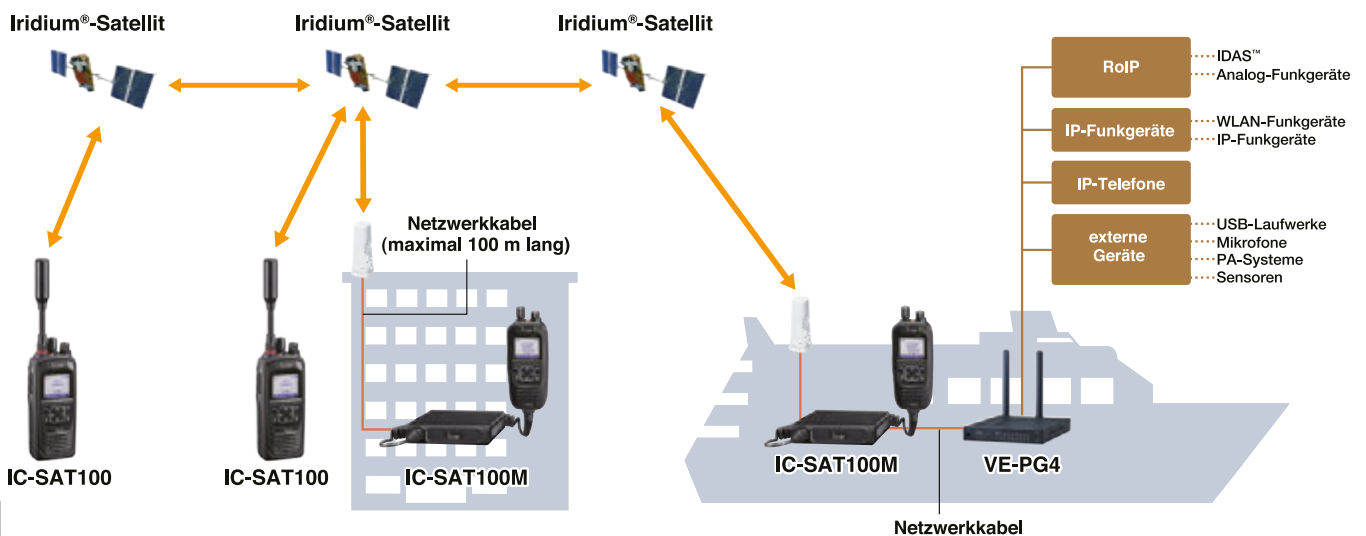 Iridium®-Satellit
Iridium®-Satellit
Iridium®-Satellit
RoIP
IDAS™
Analog-Funkgeräte
IP-Funkgeräte
WLAN-Funkgeräte
IP-Funkgeräte
IP-Telefone
externe
Geräte
USB-Laufwerke
Mikrofone
PA-Systeme
Sensoren
Netzwerkkabel
(maximal 100 m lang)
IC-SAT100
IC-SAT100
IC-SAT100M
IC-SAT100M
VE-PG4
Netzwerkkabel